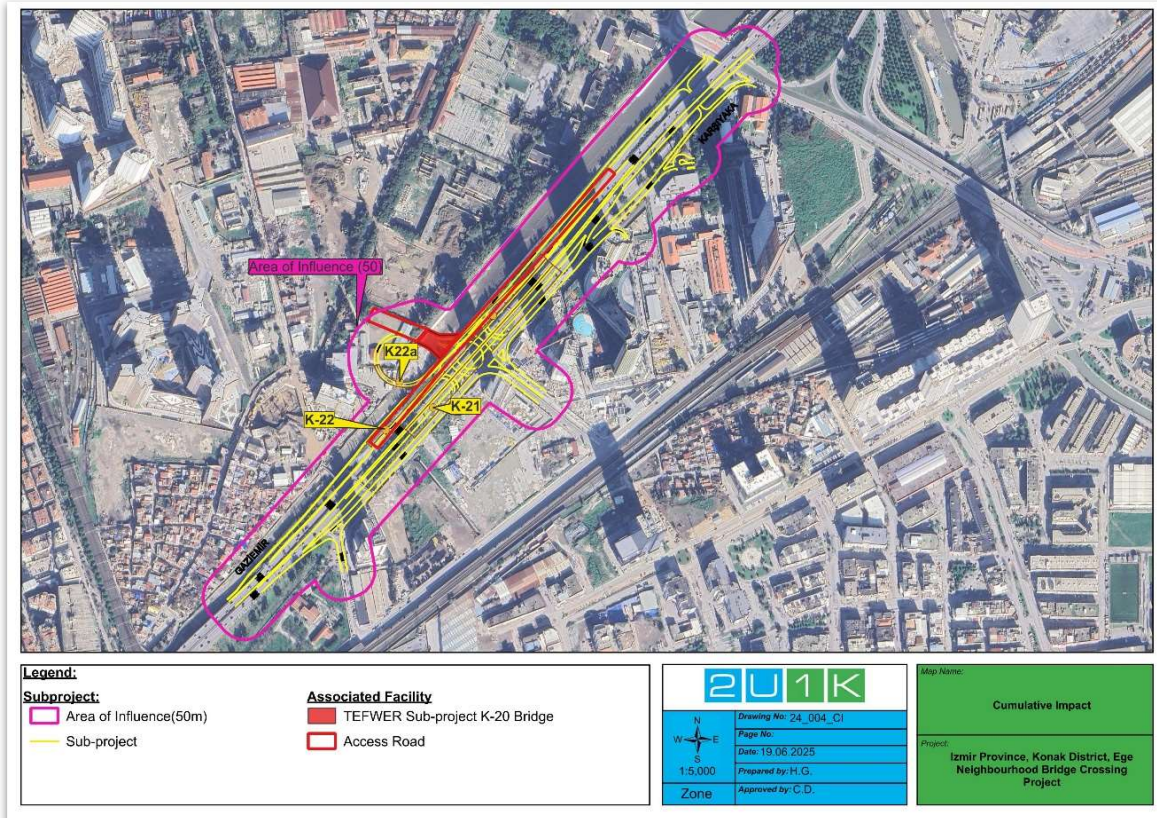 KARŞIYAKA
Area of Influence (50)
K22a
K-22
K-21
GAZİEMİR
Legend:
Subproject:
Area of Influence(50m)
Sub-project
Associated Facility
TEFWER Sub-project K-20 Bridge
Access Road
2U1K
N
W E
S
1:5,000
Zone
Drawing No: 24_004_CI
Page No:
Date: 19.06.2025
Prepared by: H.G.
Approved by: C.D.
Map Name:
Cumulative Impact
Project:
Izmir Province, Konak District, Ege
Neighbourhood Bridge Crossing
Project